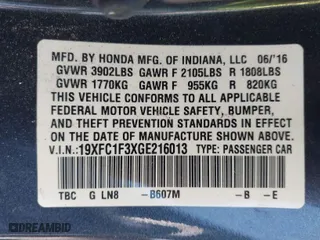 MFD. BY HONDA MFG. OF INDIANA, LLC 06/'16
GVWR 3902LBS GAWR F 2105LBS R 1808LBS
GVWR 1770KG GAWR F 955KG R 820KG
THIS VEHICLE CONFORMS TO ALL APPLICABLE
FEDERAL MOTOR VEHICLE SAFETY, BUMPER,
AND THEFT PREVENTION STANDARDS IN EFFECT
ON THE DATE OF MANUFACTURE SHOWN ABOVE.
V.I.N.: 19XFC1F3XGE216013 TYPE: PASSENGER CAR
TBC G LN8 -B607M -B -E
DREAMBID